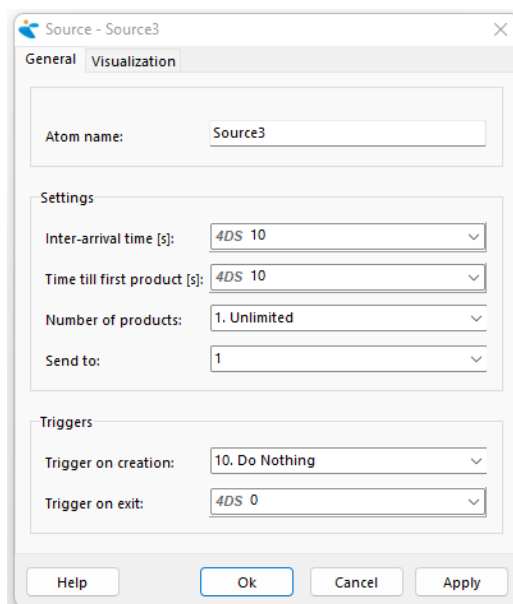 Source - Source3
General Visualization
Atom name: Source3
Settings
Inter-arrival time [s]: 4DS 10
Time till first product [s]: 4DS 10
Number of products: 1. Unlimited
Send to: 1
Triggers
Trigger on creation: 10. Do Nothing
Trigger on exit: 4DS 0
Help Ok Cancel Apply